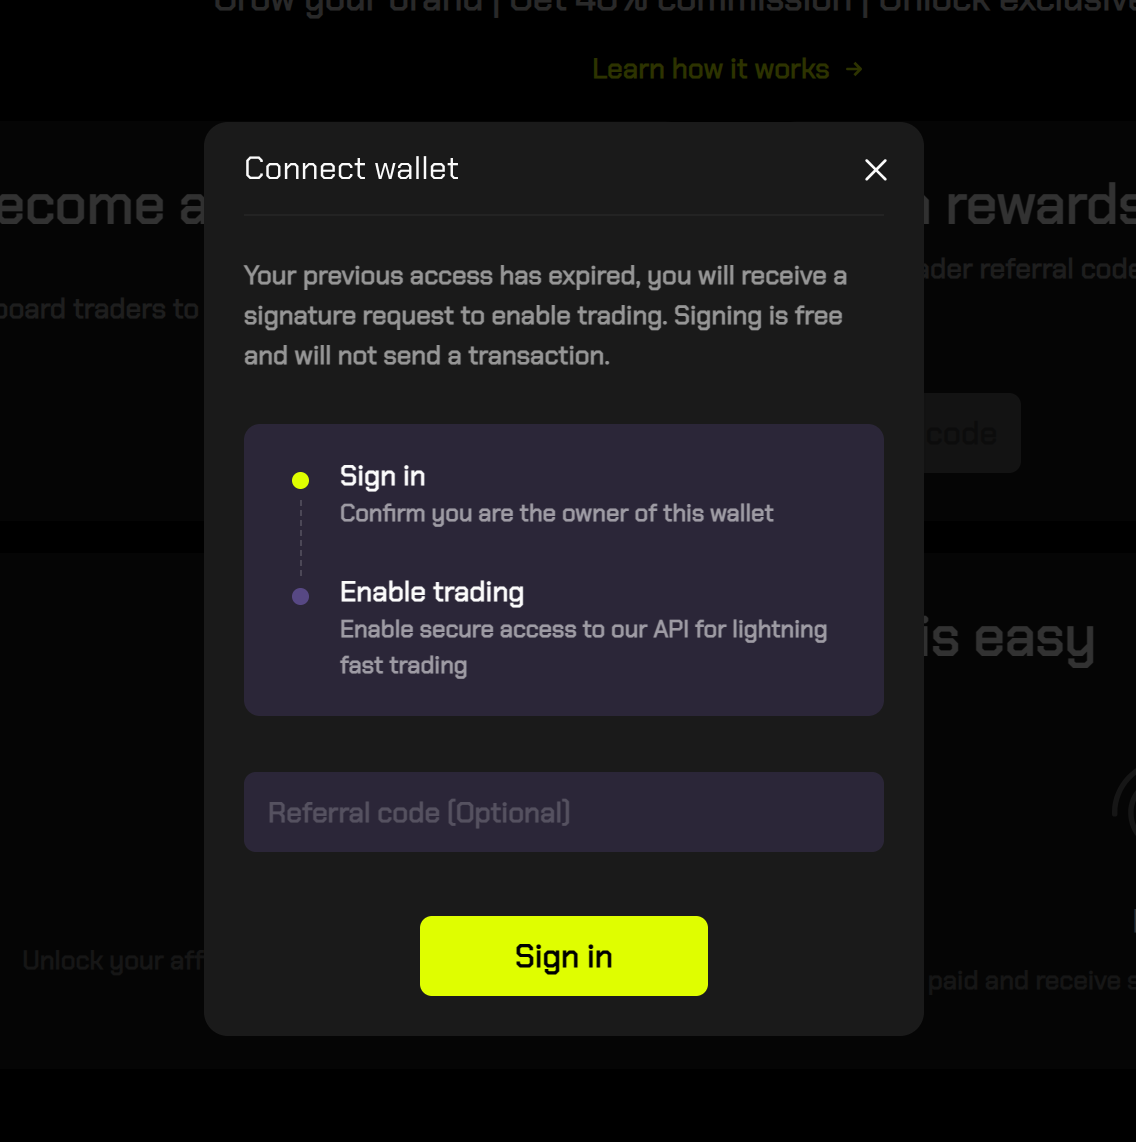 Grow your brand | Get 40% commission | Unlock exclusive
Learn how it works →
Connect wallet
ecome a
rewards
ader referral code
board traders to
Your previous access has expired, you will receive a
signature request to enable trading. Signing is free
and will not send a transaction.
code
Sign in
Confirm you are the owner of this wallet
Enable trading
Enable secure access to our API for lightning
fast trading
is easy
Referral code (Optional)
Sign in
Unlock your aff
paid and receive s